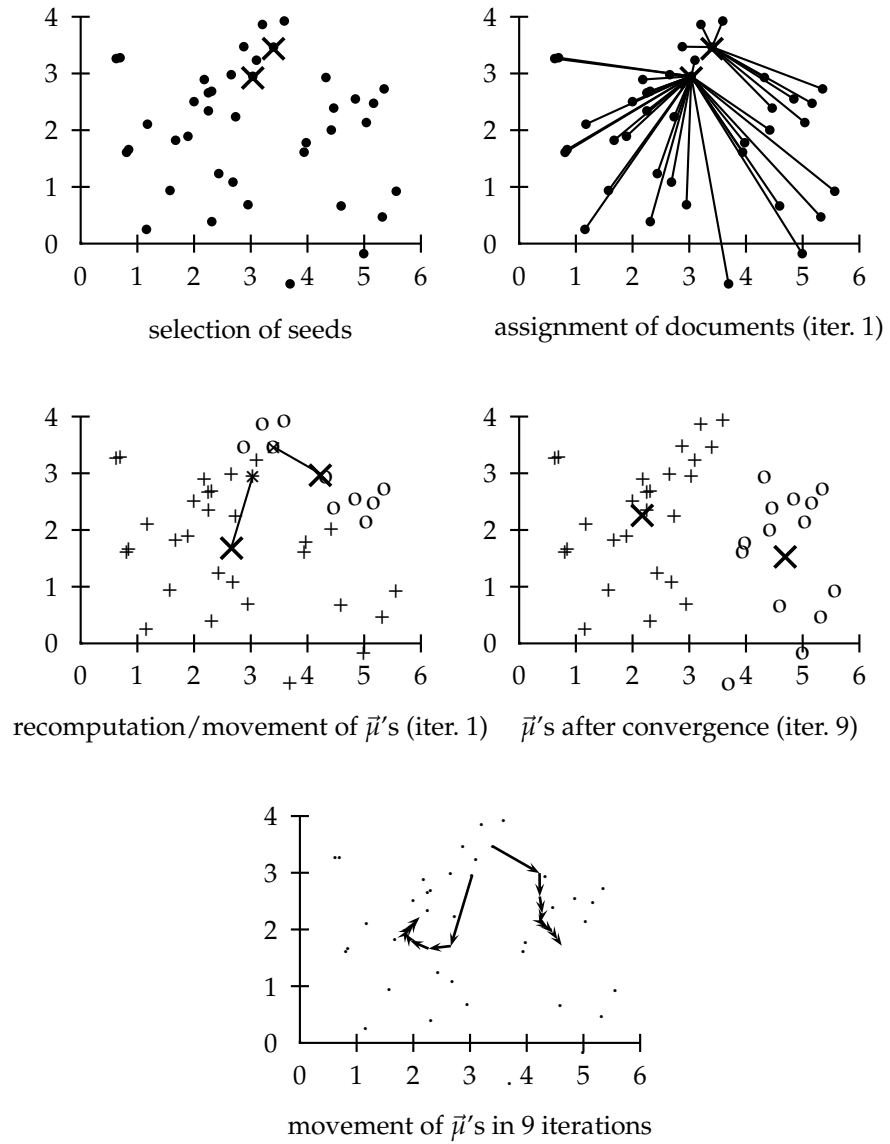 4
3
2
1
0
0 1 2 3 4 5 6
selection of seeds
4
3
2
1
0
0 1 2 3 4 5 6
assignment of documents (iter. 1)
4
3
2
1
0
0 1 2 3 4 5 6
recomputation/movement of μ⃗'s (iter. 1)
4
3
2
1
0
0 1 2 3 4 5 6
μ⃗'s after convergence (iter. 9)
4
3
2
1
0
0 1 2 3 4 5 6
movement of μ⃗'s in 9 iterations